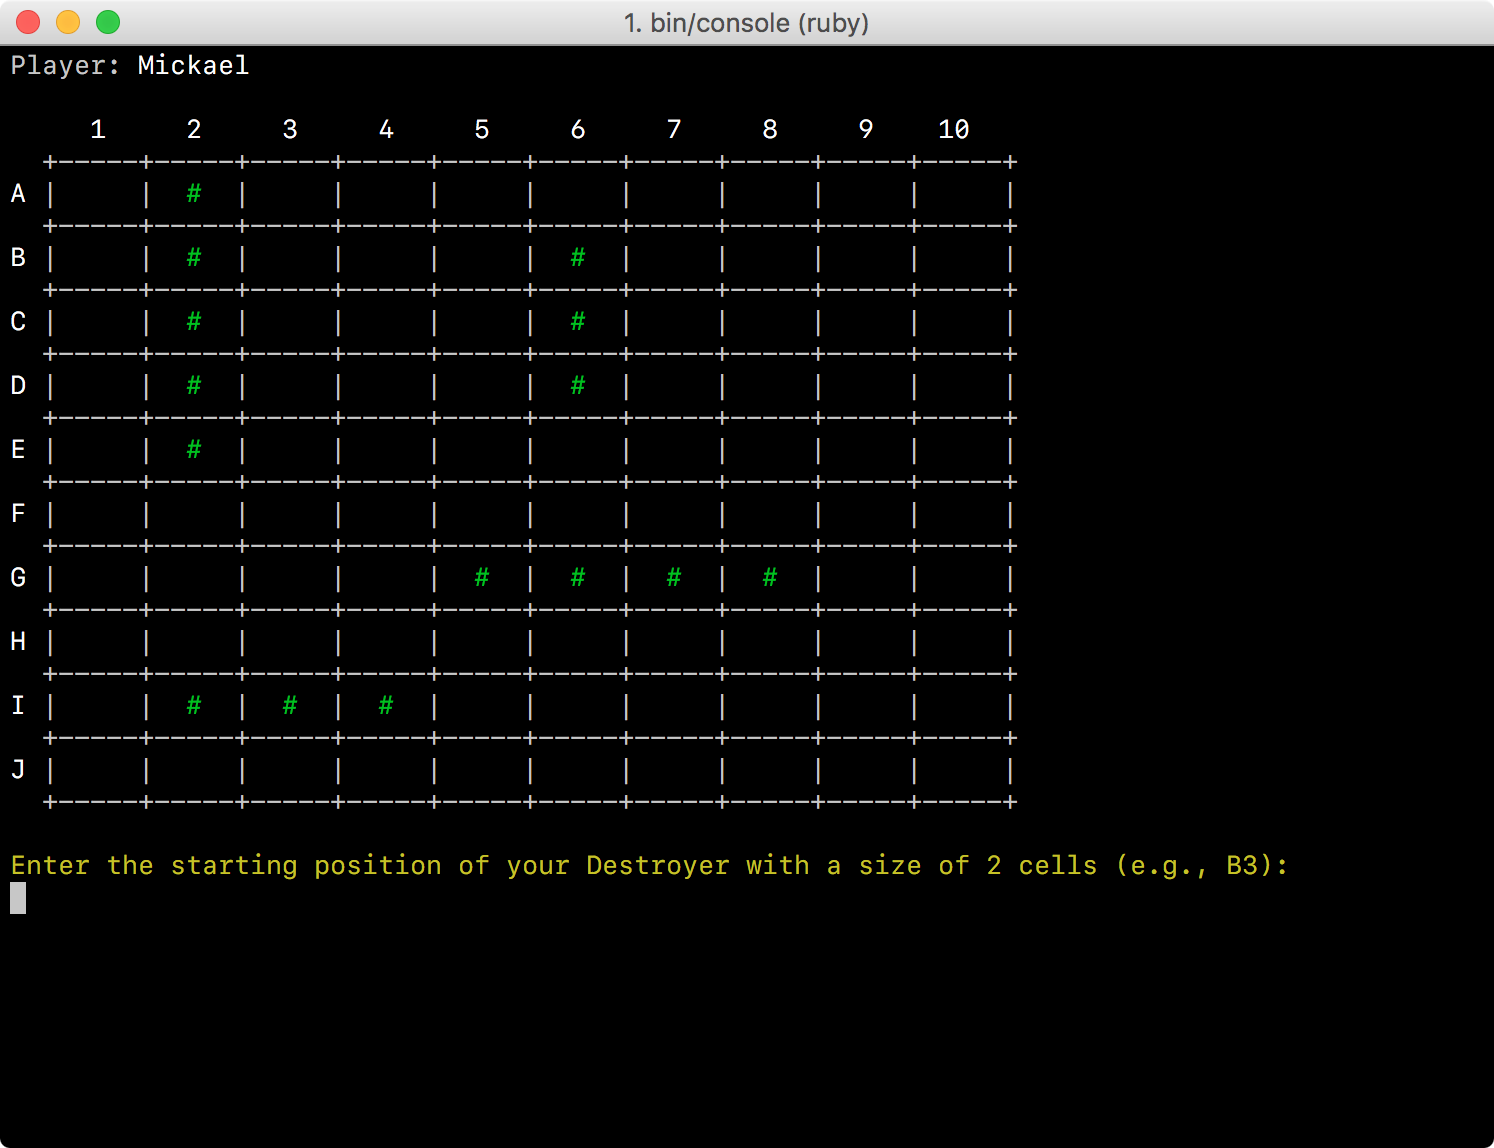 1. bin/console (ruby)
Player: Mickael
     1     2     3     4     5     6     7     8     9    10
  +-----+-----+-----+-----+-----+-----+-----+-----+-----+-----+
A |     |  #  |     |     |     |     |     |     |     |     |
  +-----+-----+-----+-----+-----+-----+-----+-----+-----+-----+
B |     |  #  |     |     |     |  #  |     |     |     |     |
  +-----+-----+-----+-----+-----+-----+-----+-----+-----+-----+
C |     |  #  |     |     |     |  #  |     |     |     |     |
  +-----+-----+-----+-----+-----+-----+-----+-----+-----+-----+
D |     |  #  |     |     |     |  #  |     |     |     |     |
  +-----+-----+-----+-----+-----+-----+-----+-----+-----+-----+
E |     |  #  |     |     |     |     |     |     |     |     |
  +-----+-----+-----+-----+-----+-----+-----+-----+-----+-----+
F |     |     |     |     |     |     |     |     |     |     |
  +-----+-----+-----+-----+-----+-----+-----+-----+-----+-----+
G |     |     |     |     |  #  |  #  |  #  |  #  |     |     |
  +-----+-----+-----+-----+-----+-----+-----+-----+-----+-----+
H |     |     |     |     |     |     |     |     |     |     |
  +-----+-----+-----+-----+-----+-----+-----+-----+-----+-----+
I |     |  #  |  #  |  #  |     |     |     |     |     |     |
  +-----+-----+-----+-----+-----+-----+-----+-----+-----+-----+
J |     |     |     |     |     |     |     |     |     |     |
  +-----+-----+-----+-----+-----+-----+-----+-----+-----+-----+
Enter the starting position of your Destroyer with a size of 2 cells (e.g., B3):